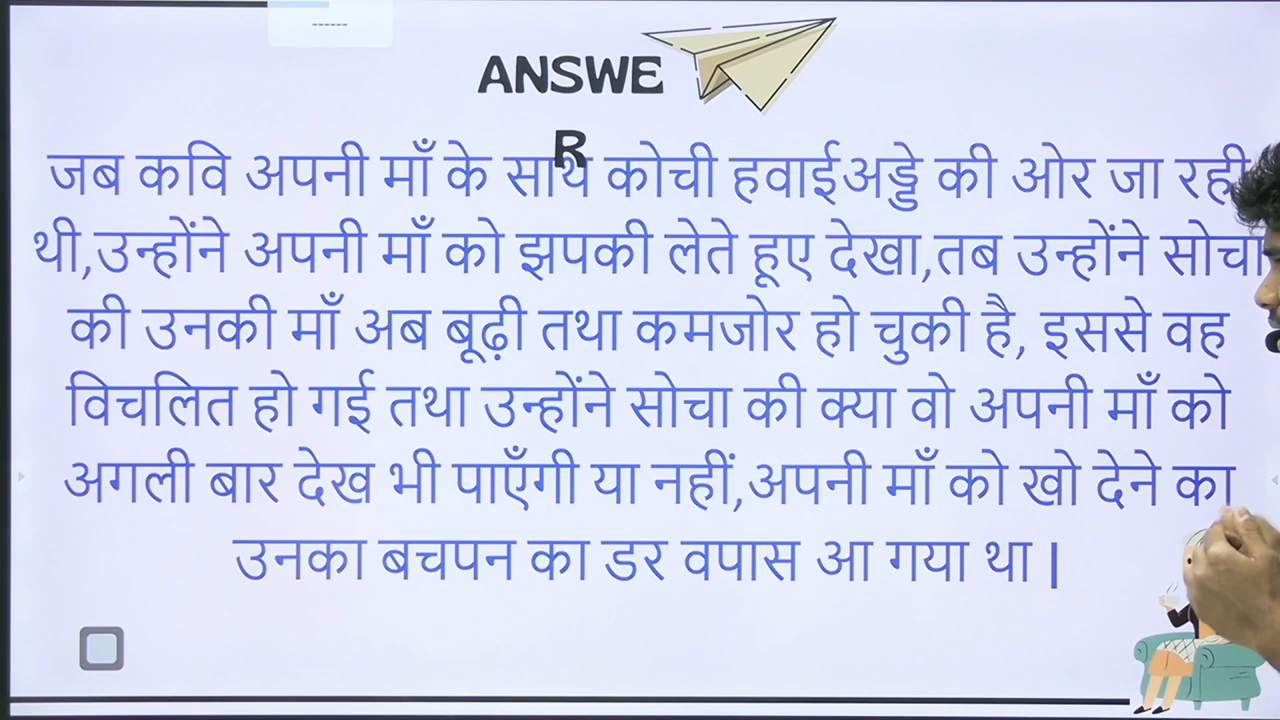 ------
ANSWE
R
जब कवि अपनी माँ के साथ कोची हवाईअड्डे की ओर जा रही
थी,उन्होंने अपनी माँ को झपकी लेते हूए देखा,तब उन्होंने सोचा
की उनकी माँ अब बूढ़ी तथा कमजोर हो चुकी है, इससे वह
विचलित हो गई तथा उन्होंने सोचा की क्या वो अपनी माँ को
अगली बार देख भी पाएँगी या नहीं,अपनी माँ को खो देने का
उनका बचपन का डर वपास आ गया था |